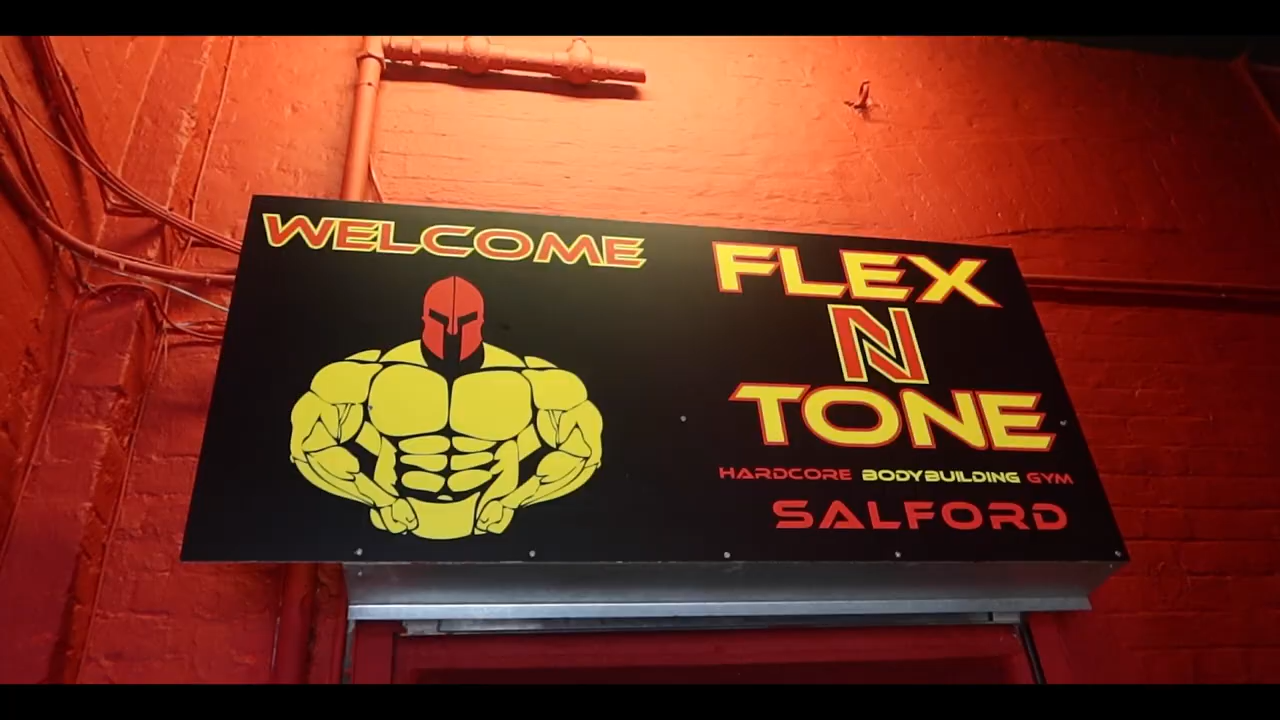 WELCOME
FLEX
N
TONE
HARDCORE BODYBUILDING GYM
SALFORD